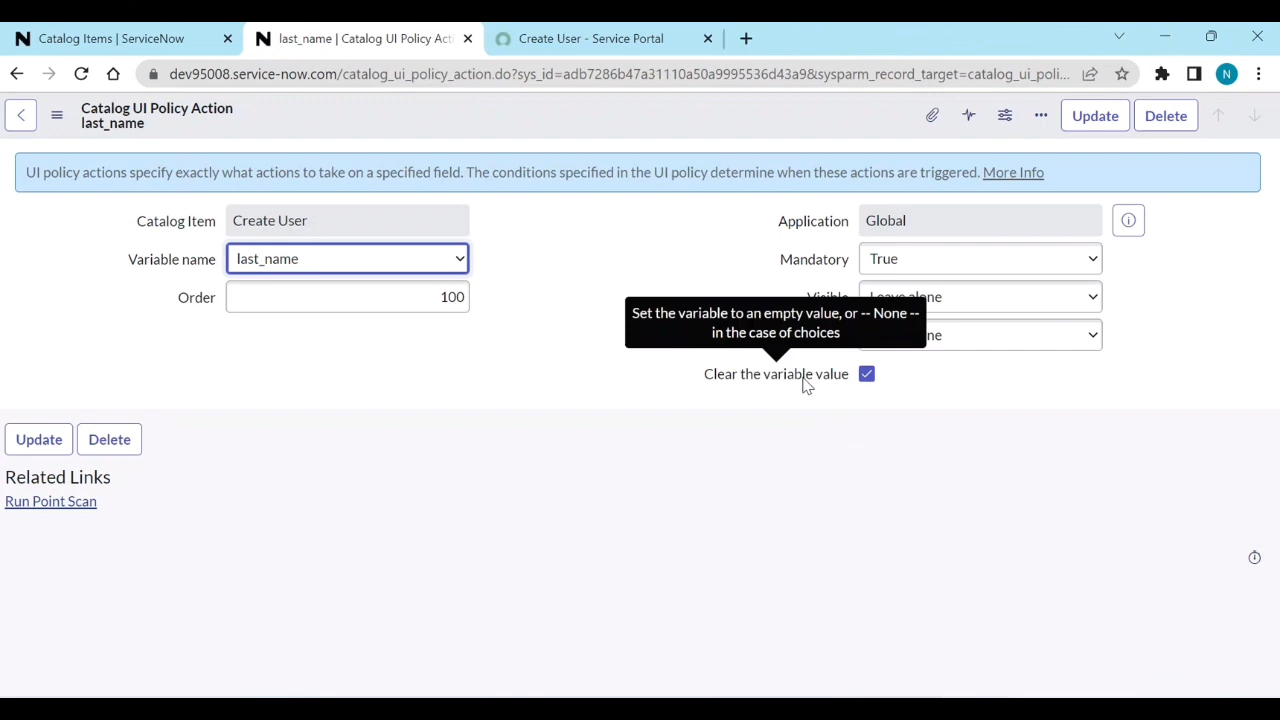 Catalog Items | ServiceNow
last_name | Catalog UI Policy Acti
Create User - Service Portal
dev95008.service-now.com/catalog_ui_policy_action.do?sys_id=adb7286b47a31110a50a9995536d43a9&sysparm_record_target=catalog_ui_poli...
N
Catalog UI Policy Action
last_name
Update
Delete
UI policy actions specify exactly what actions to take on a specified field. The conditions specified in the UI policy determine when these actions are triggered. More Info
Catalog Item
Create User
Application
Global
Variable name
last_name
Mandatory
True
Order
100
Visible
Leave alone
Set the variable to an empty value, or -- None --
in the case of choices
ne
Clear the variable value
Update
Delete
Related Links
Run Point Scan